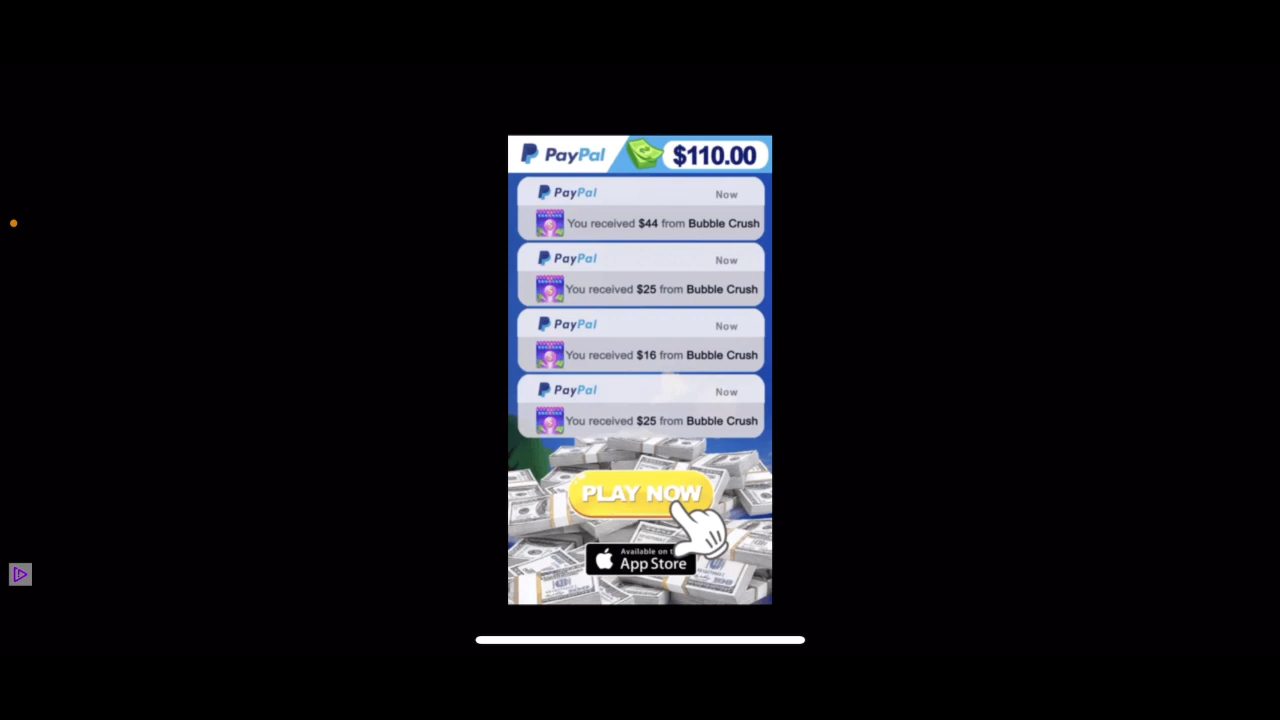 PayPal $110.00
PayPal Now
You received $44 from Bubble Crush
PayPal Now
You received $25 from Bubble Crush
PayPal Now
You received $16 from Bubble Crush
PayPal Now
You received $25 from Bubble Crush
PLAY NOW
Available on
App Store